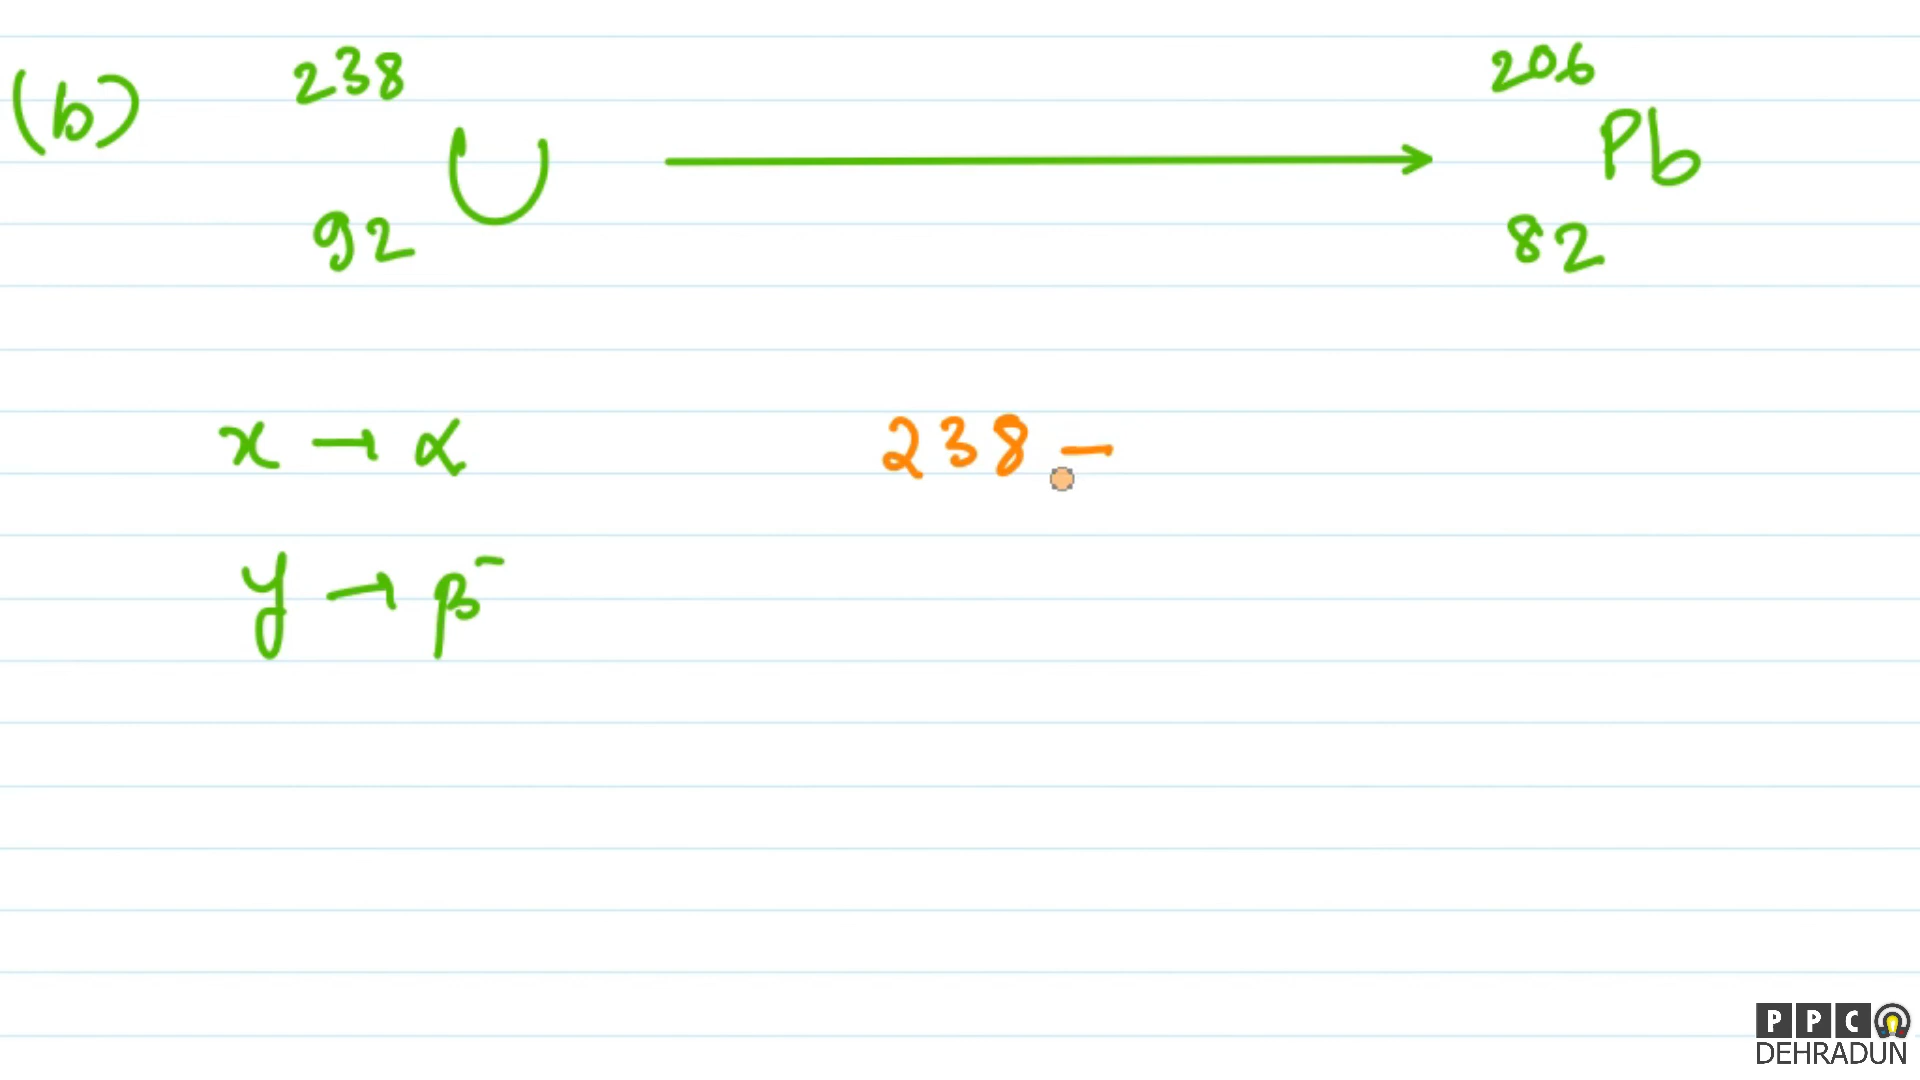 (b) 238 206
U → Pb
92 82
x → α 238 –
y → β⁻
PPC
DEHRADUN